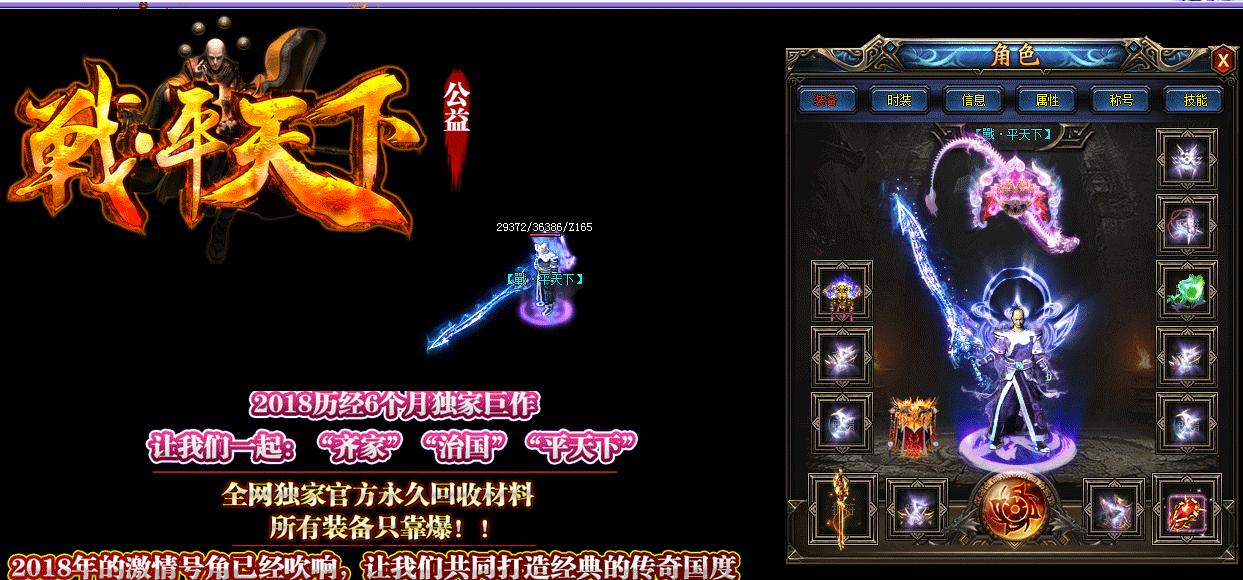 戰·平天下
公益
29372/36386/Z165
【戰·平天下】
2018历经6个月独家巨作
让我们一起：“齐家”“治国”“平天下”
全网独家官方永久回收材料
所有装备只靠爆！！
2018年的激情号角已经吹响，让我们共同打造经典的传奇国度
角色
X
装备 时装 信息 属性 称号 技能
【戰·平天下】